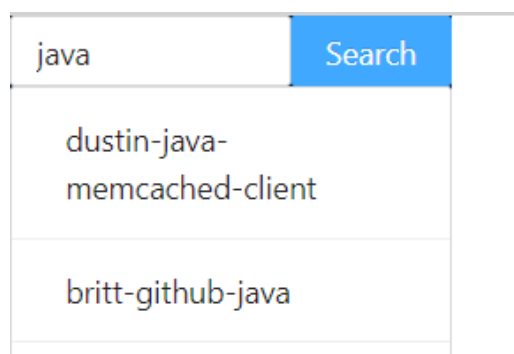 java
Search
dustin-java-
memcached-client
britt-github-java